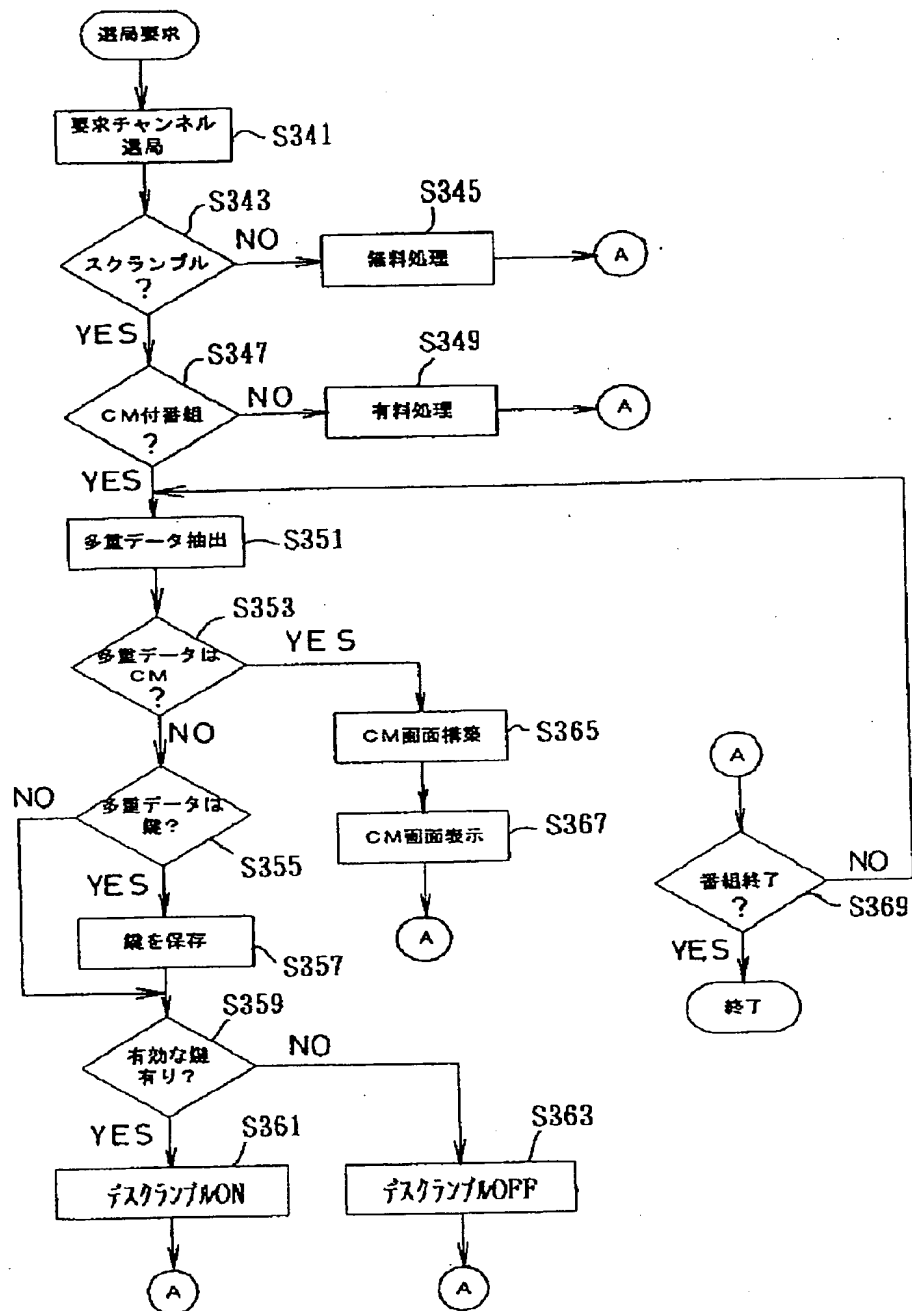 選局要求
要求チャンネル
選局
S341
S343
スクランブル
?
NO
S345
無料処理
A
YES
S347
CM付番組
?
NO
S349
有料処理
A
YES
多重データ抽出
S351
S353
多重データは
CM
?
YES
NO
CM画面構築
S365
CM画面表示
S367
A
多重データは
鍵?
NO
S355
YES
鍵を保存
S357
S359
有効な鍵
有り?
NO
YES
S361
デスクランブルON
A
S363
デスクランブルOFF
A
A
番組終了
?
NO
S369
YES
終了